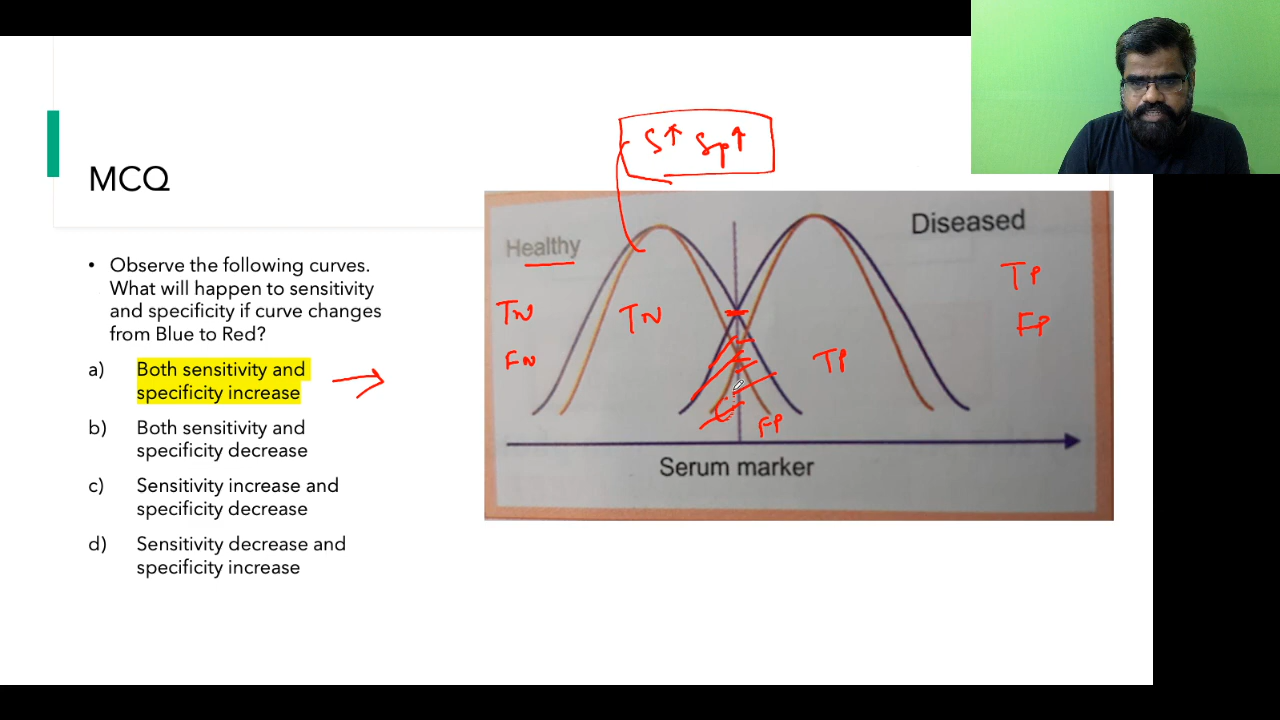 MCQ
• Observe the following curves.
What will happen to sensitivity
and specificity if curve changes
from Blue to Red?
a) Both sensitivity and
specificity increase
b) Both sensitivity and
specificity decrease
c) Sensitivity increase and
specificity decrease
d) Sensitivity decrease and
specificity increase
S↑ Sp↑
Healthy
Diseased
TN
FN
TN
TP
FP
TP
FP
Serum marker